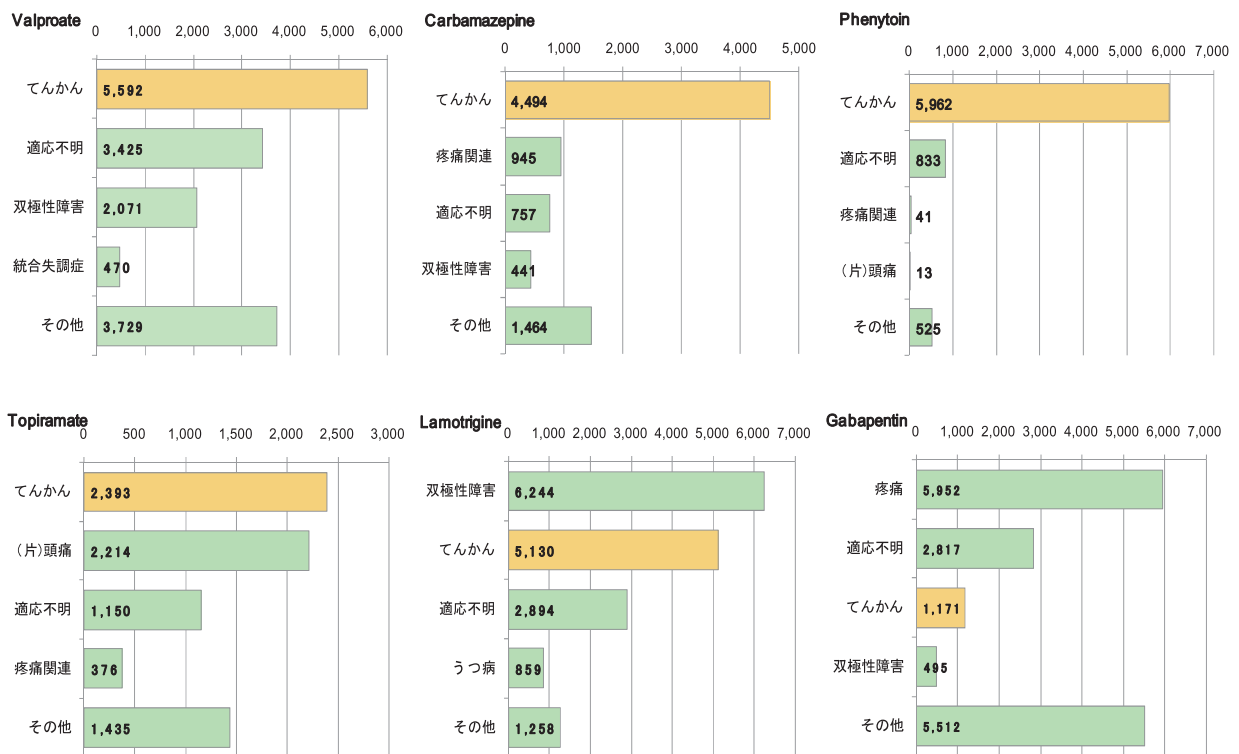 Valproate
0 1,000 2,000 3,000 4,000 5,000 6,000
てんかん 5,592
適応不明 3,425
双極性障害 2,071
統合失調症 470
その他 3,729
Carbamazepine
0 1,000 2,000 3,000 4,000 5,000
てんかん 4,494
疼痛関連 945
適応不明 757
双極性障害 441
その他 1,464
Phenytoin
0 1,000 2,000 3,000 4,000 5,000 6,000 7,000
てんかん 5,962
適応不明 833
疼痛関連 41
(片)頭痛 13
その他 525
Topiramate
0 500 1,000 1,500 2,000 2,500 3,000
てんかん 2,393
(片)頭痛 2,214
適応不明 1,150
疼痛関連 376
その他 1,435
Lamotrigine
0 1,000 2,000 3,000 4,000 5,000 6,000 7,000
双極性障害 6,244
てんかん 5,130
適応不明 2,894
うつ病 859
その他 1,258
Gabapentin
0 1,000 2,000 3,000 4,000 5,000 6,000 7,000
疼痛 5,952
適応不明 2,817
てんかん 1,171
双極性障害 495
その他 5,512